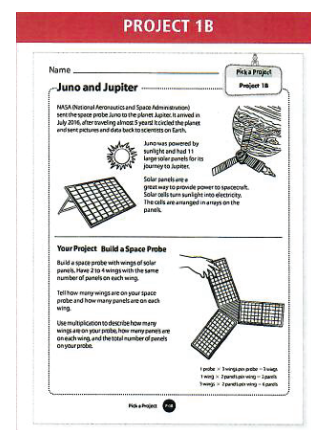 PROJECT 1B
Name
Pick a Project
Project 1B
Juno and Jupiter
NASA (National Aeronautics and Space Administration)
sent the space probe Juno to the planet Jupiter. It arrived in
July 2016, after traveling almost 5 years! It circled the planet
and sent pictures and data back to scientists on Earth.
Juno was powered by
sunlight and had 11
large solar panels for its
journey to Jupiter.
Solar panels are a
great way to provide power to spacecraft.
Solar cells turn sunlight into electricity.
The cells are arranged in arrays on the
panels.
Your Project Build a Space Probe
Build a space probe with wings of solar
panels. Have 2 to 4 wings with the same
number of panels on each wing.
Tell how many wings are on your space
probe and how many panels are on each
wing.
Use multiplication to describe how many
wings are on your probe, how many panels are
on each wing, and the total number of panels
on your probe.
1 probe × 3 wings per probe = 3 wings
1 wing × 2 panels per wing = 2 panels
3 wings × 2 panels per wing = 6 panels
Pick a Project